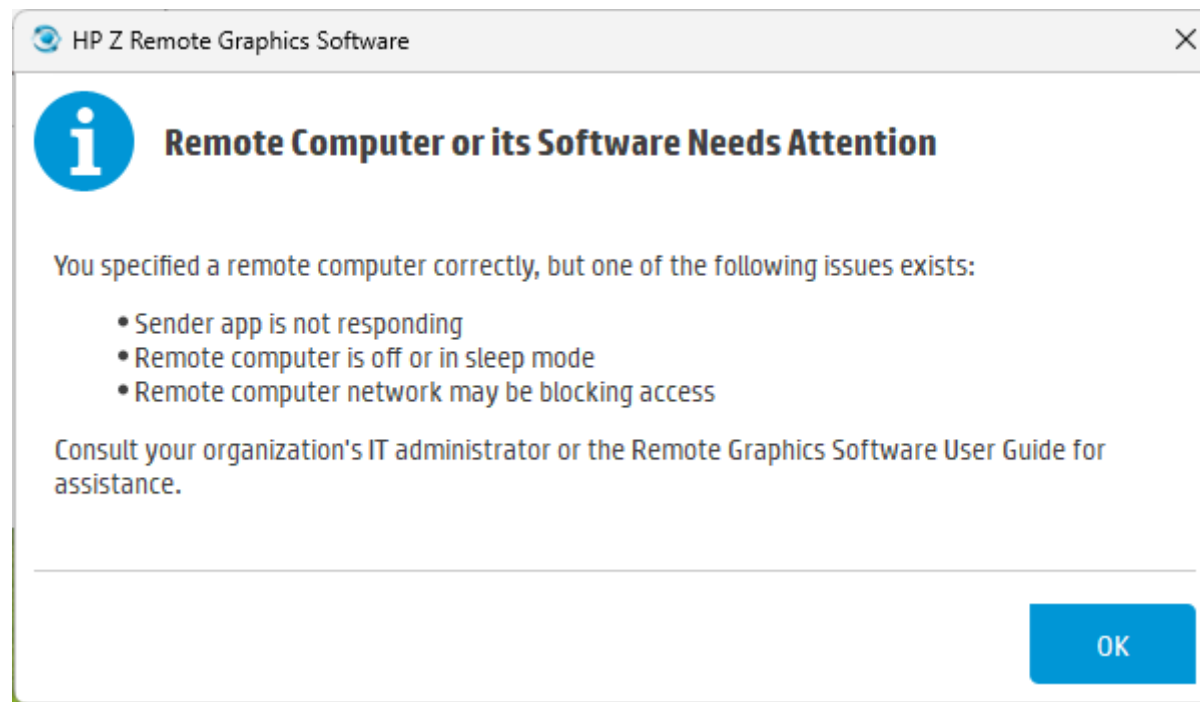 HP Z Remote Graphics Software
Remote Computer or its Software Needs Attention
You specified a remote computer correctly, but one of the following issues exists:
• Sender app is not responding
• Remote computer is off or in sleep mode
• Remote computer network may be blocking access
Consult your organization's IT administrator or the Remote Graphics Software User Guide for
assistance.
OK